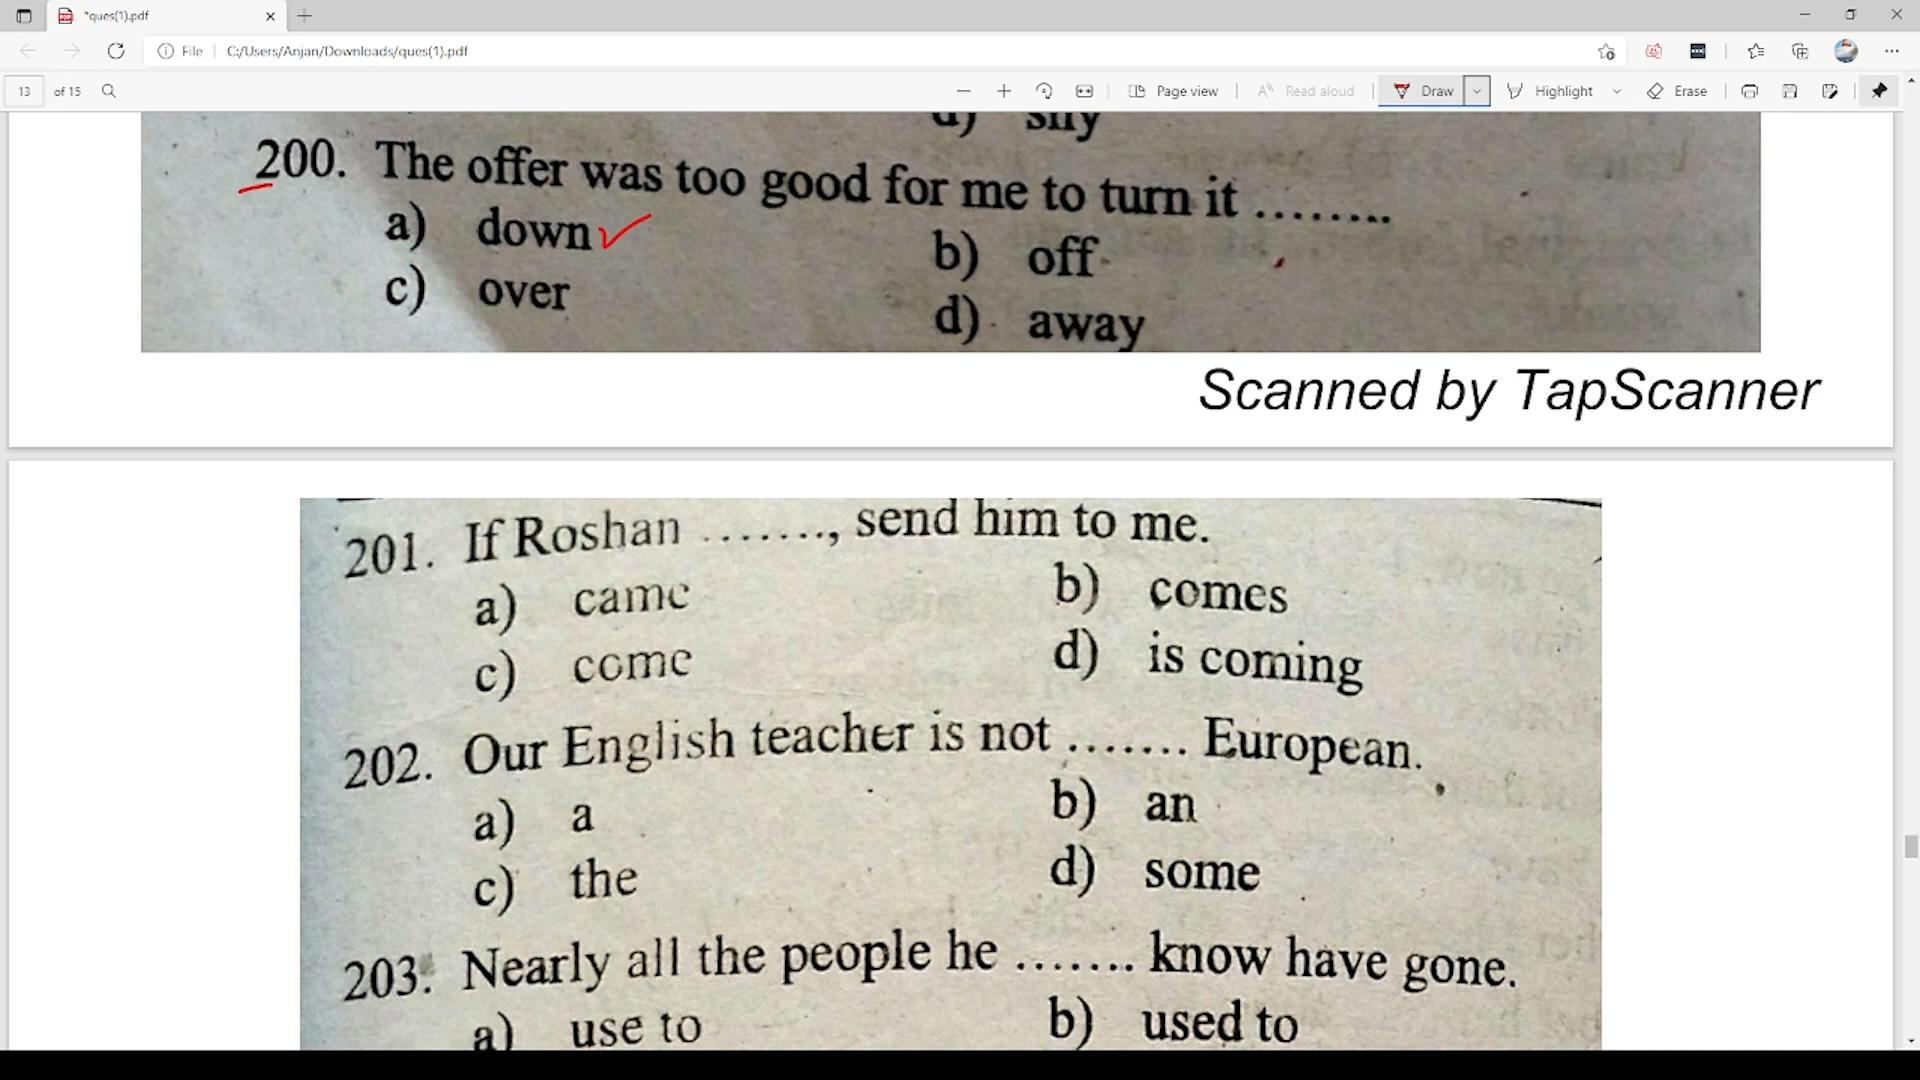 *ques(1).pdf
File C:/Users/Anjan/Downloads/ques(1).pdf
13 of 15 Page view Read aloud Draw Highlight Erase
200. The offer was too good for me to turn it ........
a) down b) off
c) over d) away
Scanned by TapScanner
201. If Roshan ......., send him to me.
a) came b) comes
c) come d) is coming
202. Our English teacher is not ....... European.
a) a b) an
c) the d) some
203. Nearly all the people he ....... know have gone.
a) use to b) used to